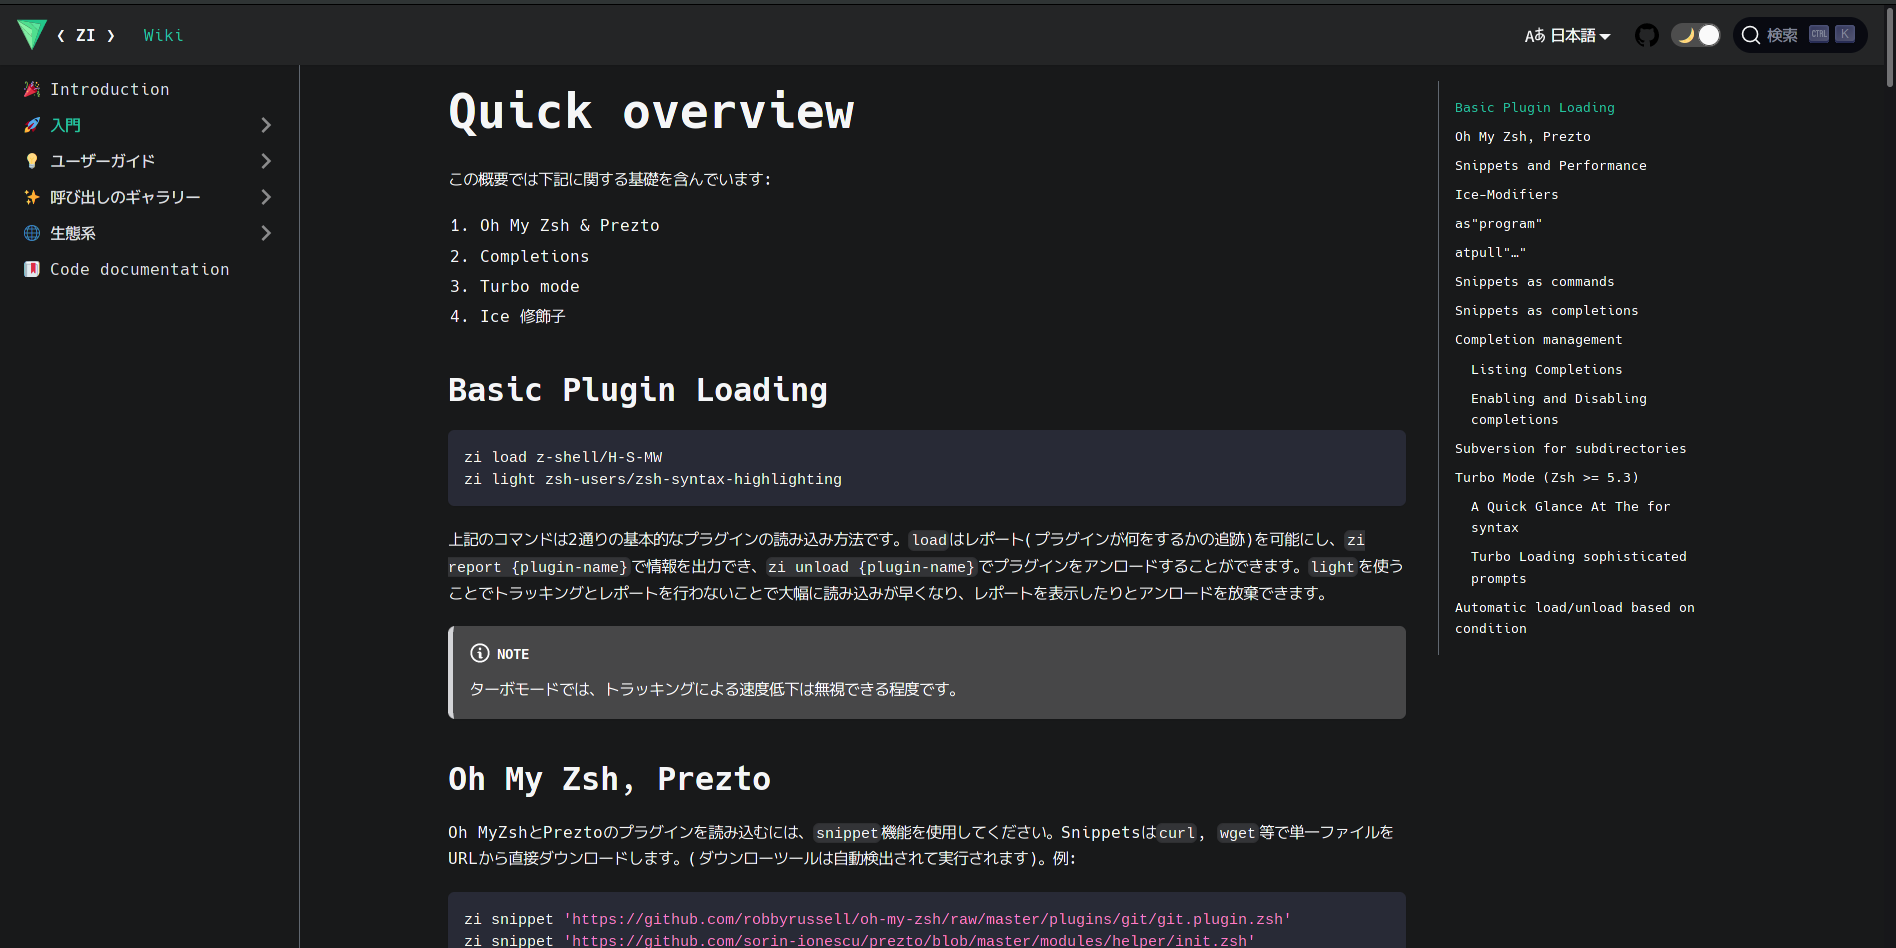 ❮ ZI ❯
Wiki
Aあ 日本語
検索
CTRL K
Introduction
入門
ユーザーガイド
呼び出しのギャラリー
生態系
Code documentation
Quick overview
この概要では下記に関する基礎を含んでいます:
1. Oh My Zsh & Prezto
2. Completions
3. Turbo mode
4. Ice 修飾子
Basic Plugin Loading
zi load z-shell/H-S-MW
zi light zsh-users/zsh-syntax-highlighting
上記のコマンドは2通りの基本的なプラグインの読み込み方法です。loadはレポート(プラグインが何をするかの追跡)を可能にし、zi
report {plugin-name}で情報を出力でき、zi unload {plugin-name}でプラグインをアンロードすることができます。lightを使う
ことでトラッキングとレポートを行わないことで大幅に読み込みが早くなり、レポートを表示したりとアンロードを放棄できます。
NOTE
ターボモードでは、トラッキングによる速度低下は無視できる程度です。
Oh My Zsh, Prezto
Oh MyZshとPreztoのプラグインを読み込むには、snippet機能を使用してください。Snippetsはcurl, wget等で単一ファイルを
URLから直接ダウンロードします。(ダウンローツールは自動検出されて実行されます)。例:
zi snippet 'https://github.com/robbyrussell/oh-my-zsh/raw/master/plugins/git/git.plugin.zsh'
zi snippet 'https://github.com/sorin-ionescu/prezto/blob/master/modules/helper/init.zsh'
Basic Plugin Loading
Oh My Zsh, Prezto
Snippets and Performance
Ice-Modifiers
as"program"
atpull"…"
Snippets as commands
Snippets as completions
Completion management
Listing Completions
Enabling and Disabling
completions
Subversion for subdirectories
Turbo Mode (Zsh >= 5.3)
A Quick Glance At The for
syntax
Turbo Loading sophisticated
prompts
Automatic load/unload based on
condition